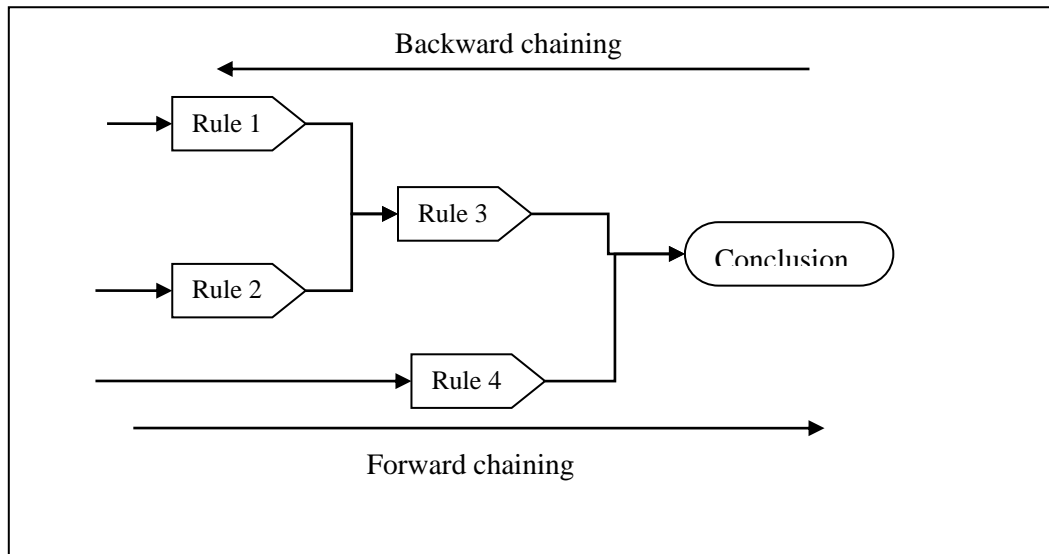 Backward chaining
Rule 1
Rule 3
Conclusion
Rule 2
Rule 4
Forward chaining